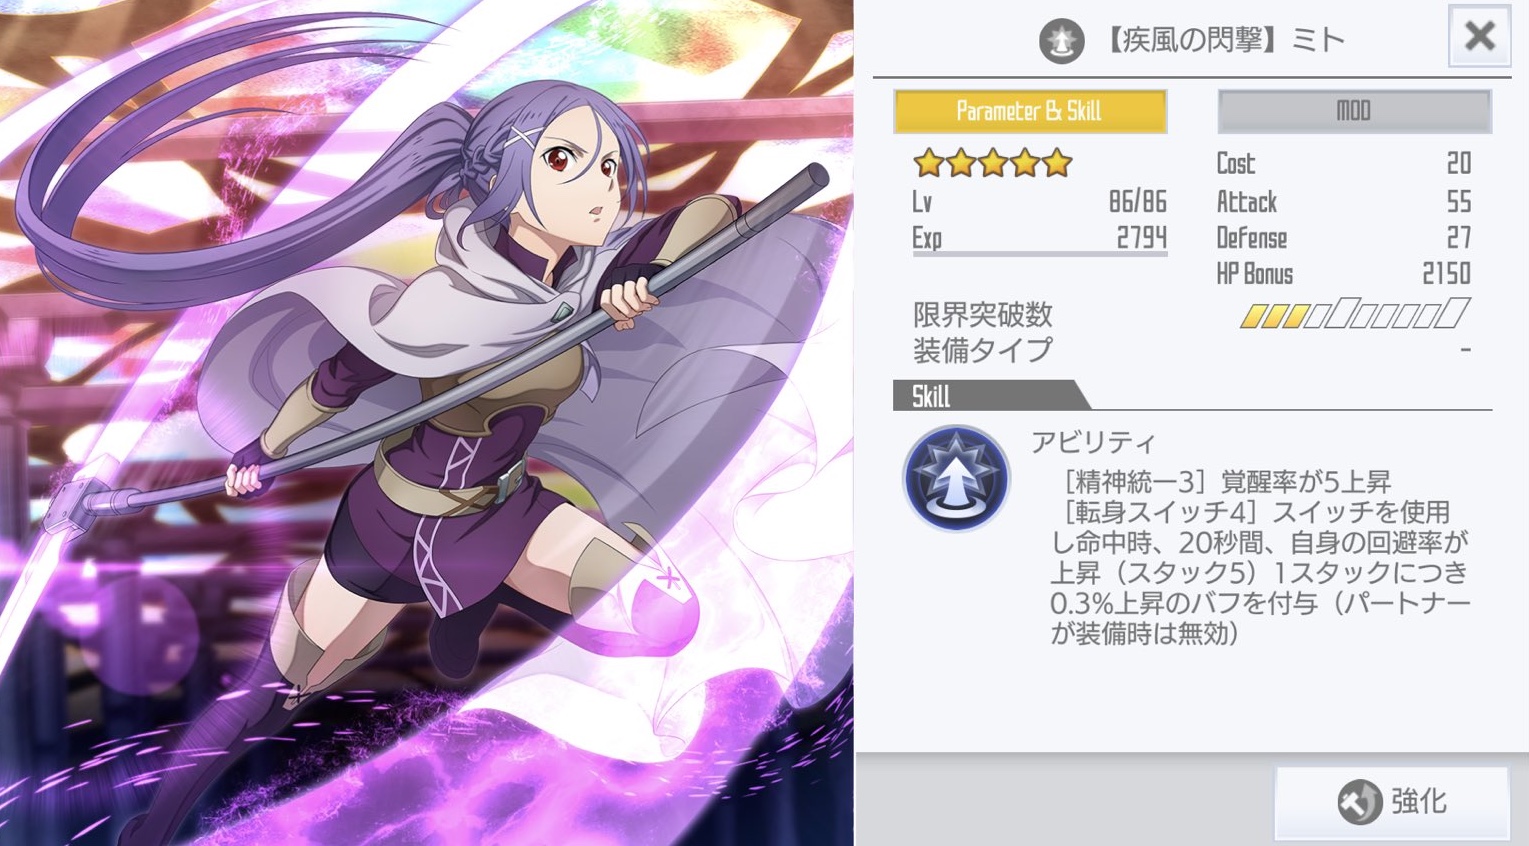 【疾風の閃撃】ミト
Parameter & Skill
MOD
Lv 86/86
Exp 2794
Cost 20
Attack 55
Defense 27
HP Bonus 2150
限界突破数
装備タイプ -
Skill
アビリティ
［精神統一3］覚醒率が5上昇
［転身スイッチ4］スイッチを使用
し命中時、20秒間、自身の回避率が
上昇（スタック5）1スタックにつき
0.3%上昇のバフを付与（パートナー
が装備時は無効）
強化